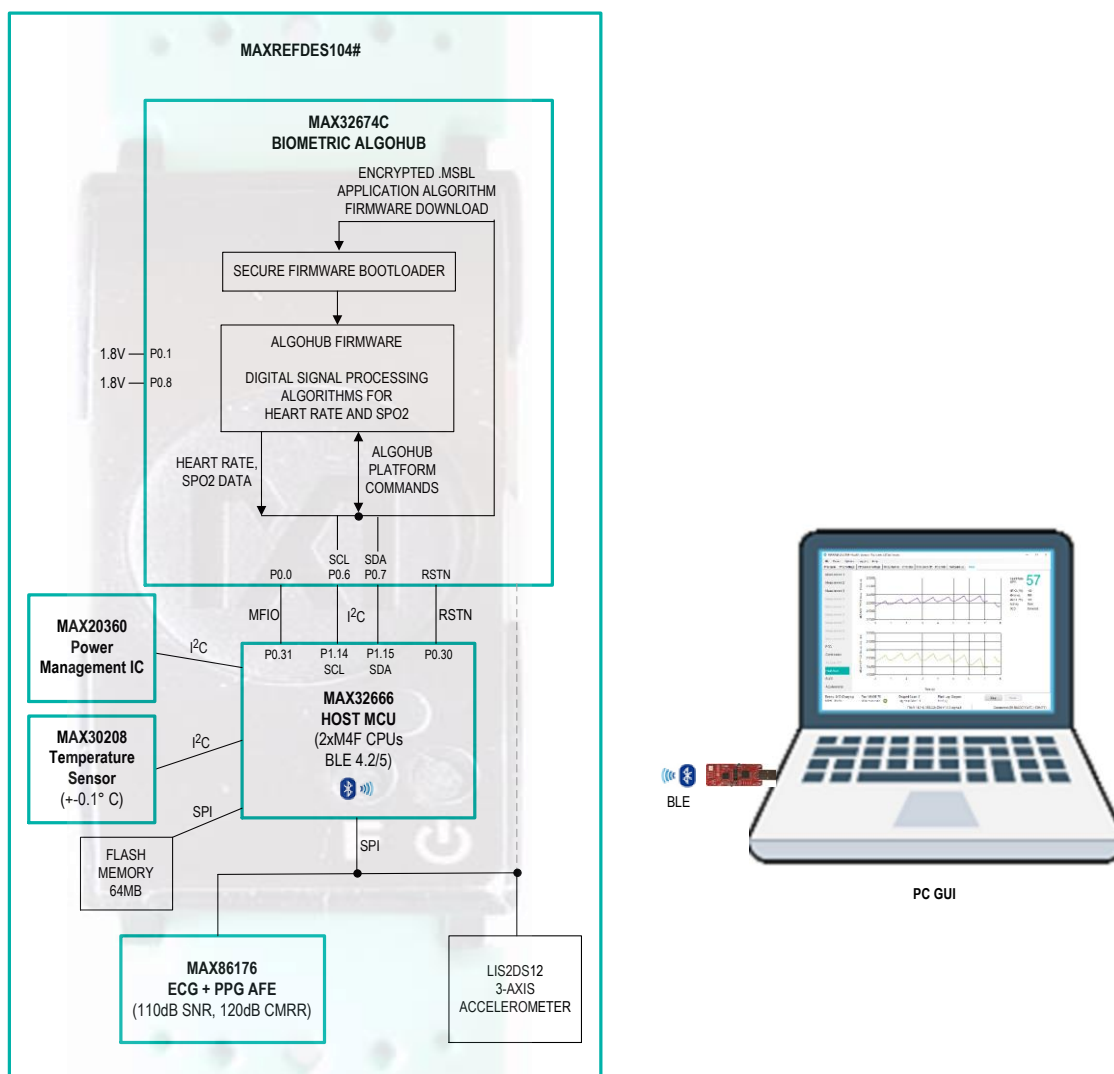 MAXREFDES104#
MAX32674C
BIOMETRIC ALGOHUB
ENCRYPTED .MSBL
APPLICATION ALGORITHM
FIRMWARE DOWNLOAD
SECURE FIRMWARE BOOTLOADER
ALGOHUB FIRMWARE
DIGITAL SIGNAL PROCESSING
ALGORITHMS FOR
HEART RATE AND SPO2
1.8V P0.1
1.8V P0.8
HEART RATE,
SPO2 DATA
ALGOHUB
PLATFORM
COMMANDS
SCL SDA
P0.0 P0.6 P0.7 RSTN
MFIO I²C RSTN
P0.31 P1.14 P1.15 P0.30
SCL SDA
MAX32666
HOST MCU
(2xM4F CPUs
BLE 4.2/5)
MAX20360
Power
Management IC
I²C
MAX30208
Temperature
Sensor
(+-0.1° C)
I²C
SPI
FLASH
MEMORY
64MB
SPI
MAX86176
ECG + PPG AFE
(110dB SNR, 120dB CMRR)
LIS2DS12
3-AXIS
ACCELEROMETER
57
BLE
PC GUI